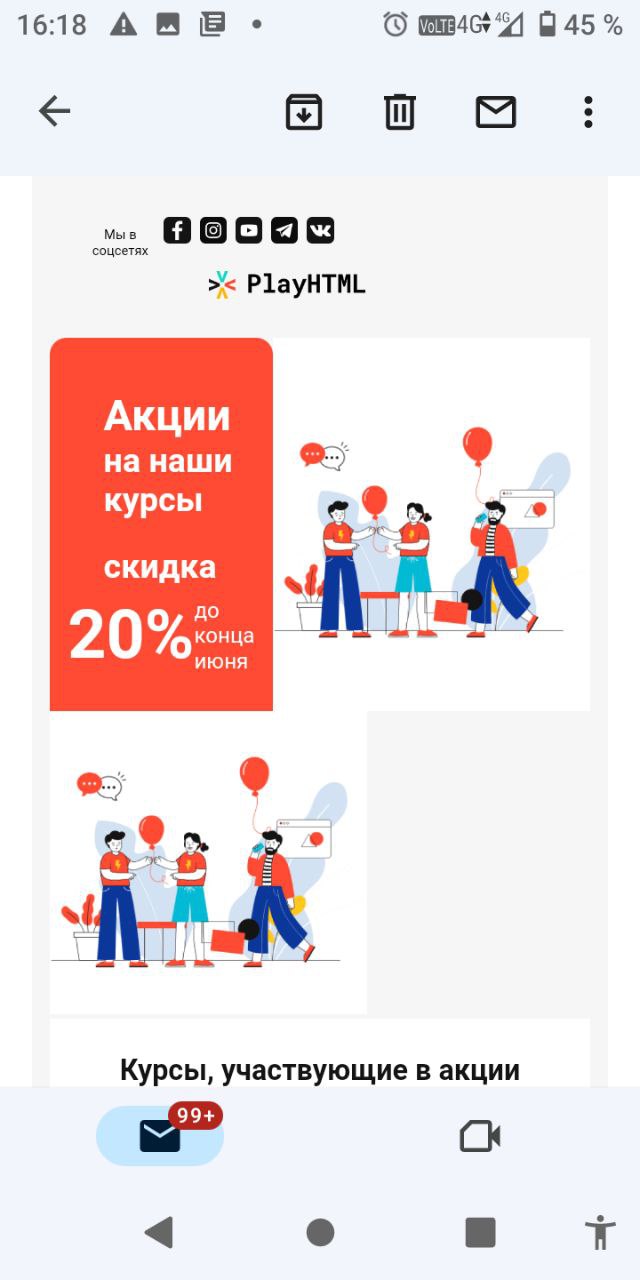 16:18 VoLTE 4G 4G 45 %
Мы в
соцсетях
PlayHTML
Акции
на наши
курсы
скидка
20% до
конца
июня
Курсы, участвующие в акции
99+